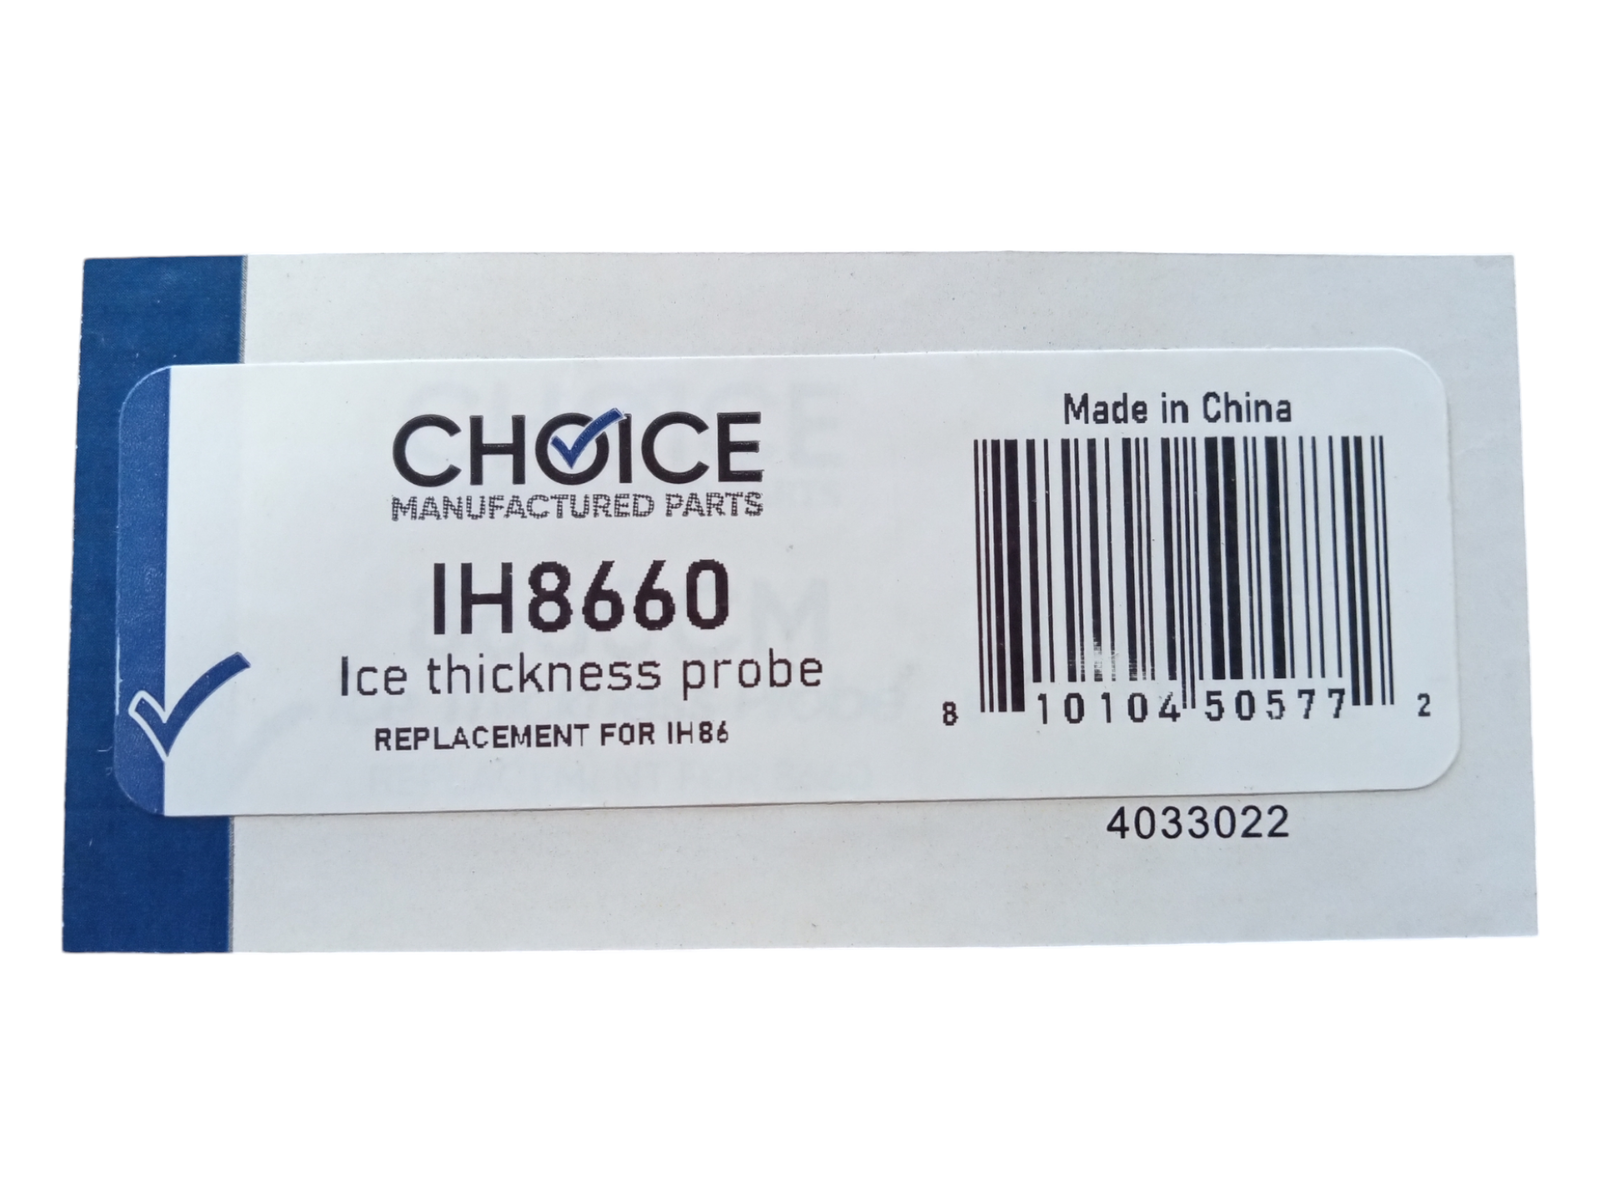 CHOICE
MANUFACTURED PARTS
IH8660
Ice thickness probe
REPLACEMENT FOR IH86
Made in China
8 10104 50577 2
4033022